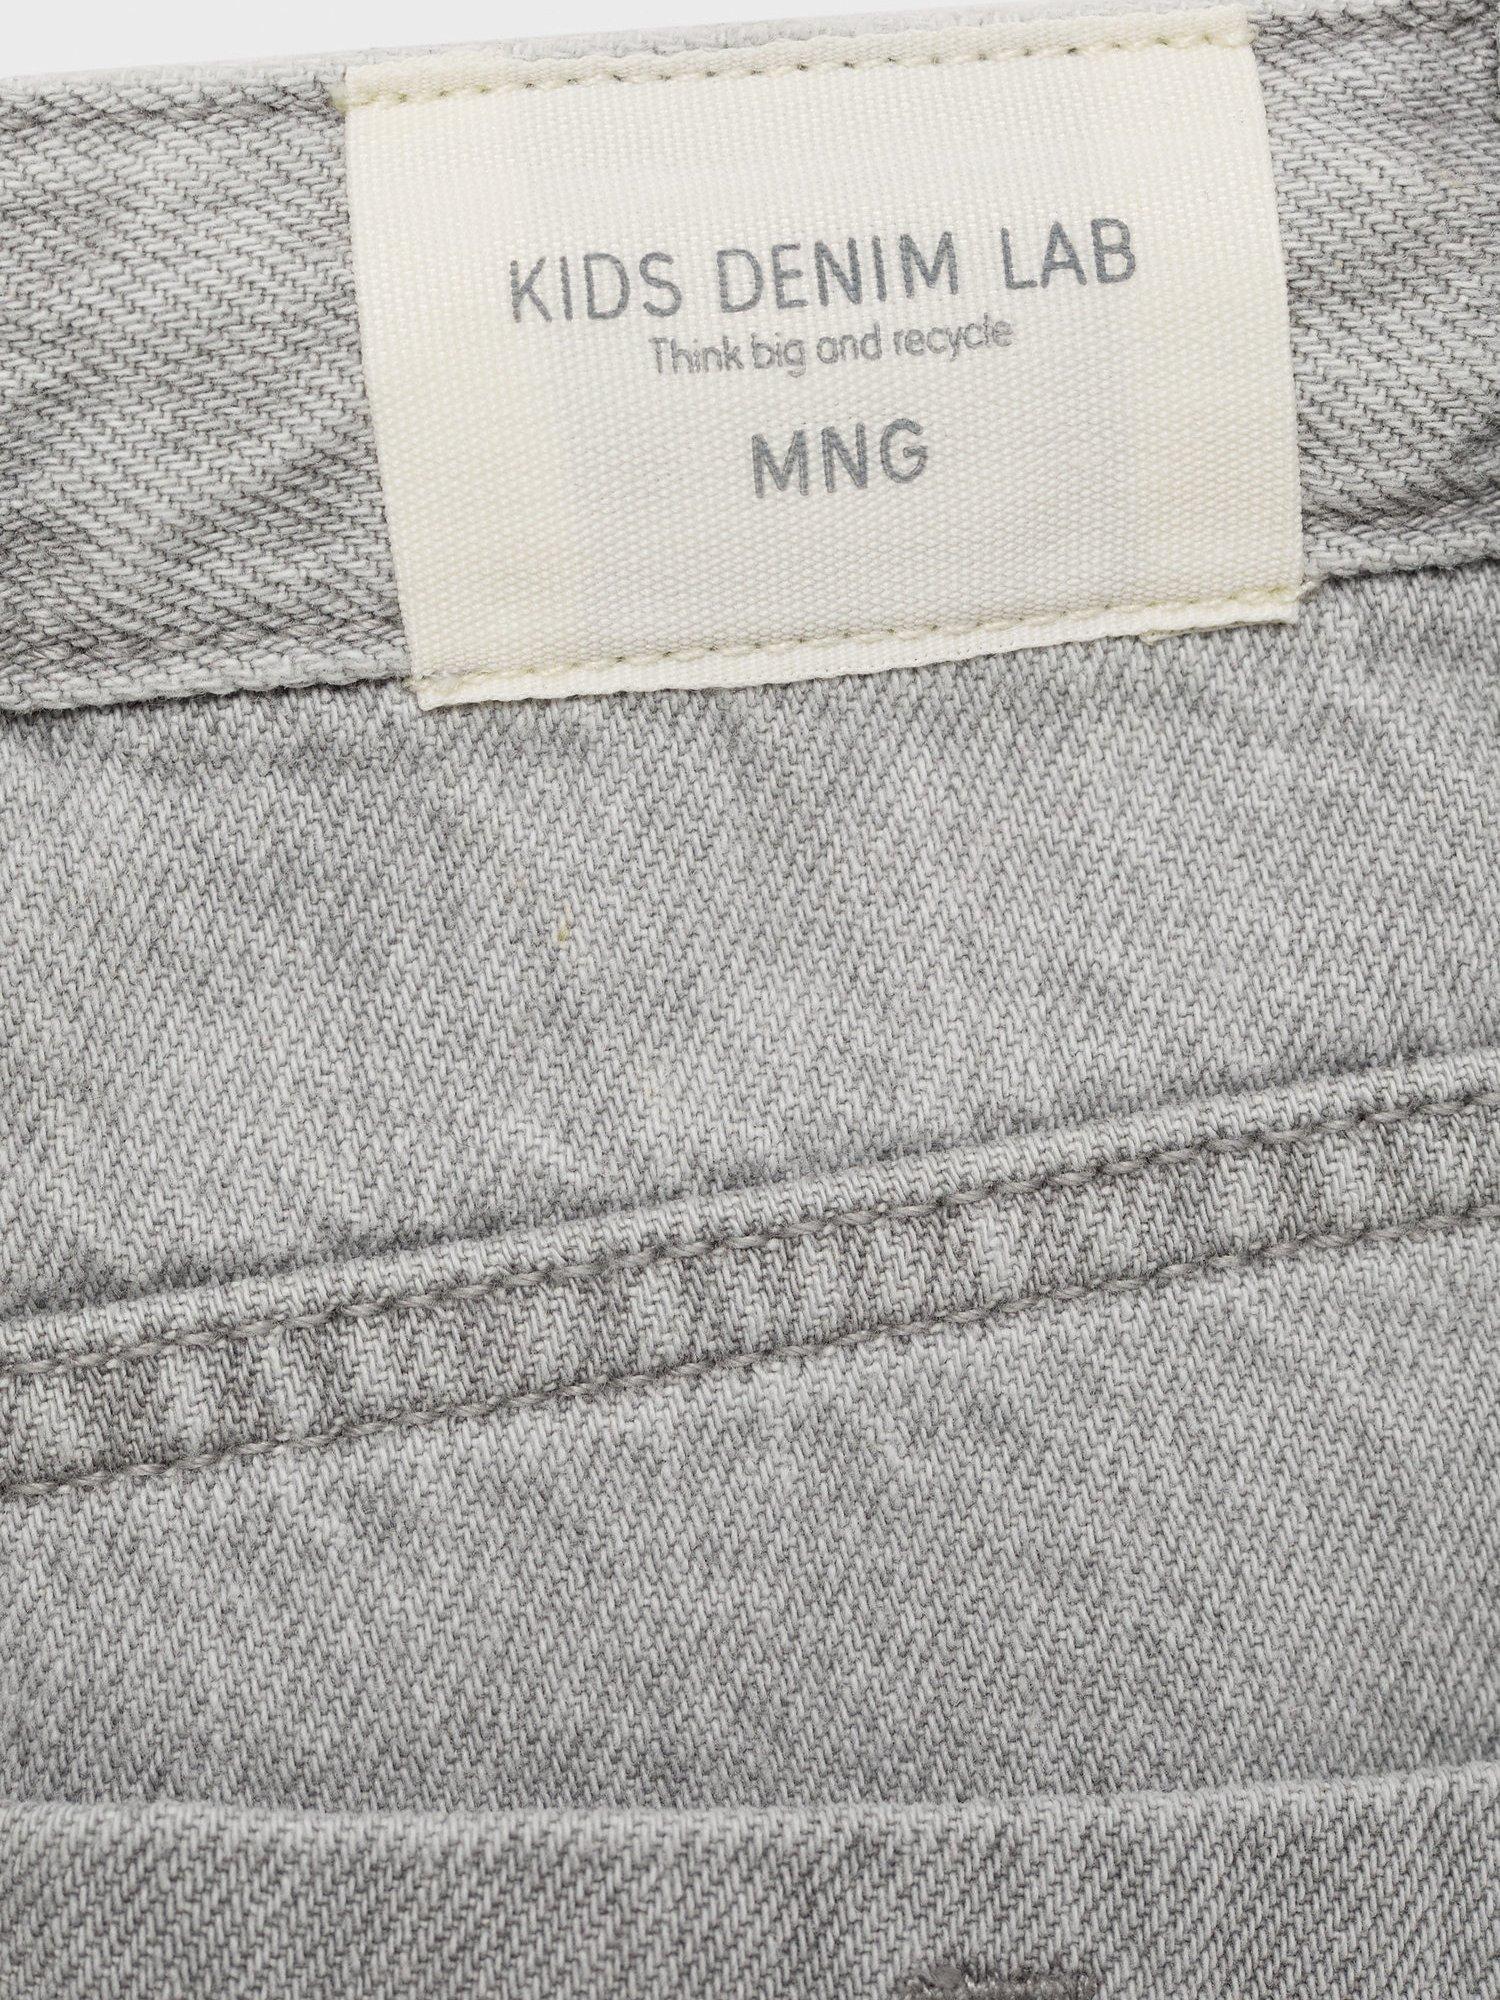 KIDS DENIM LAB
Think big and recycle
MNG